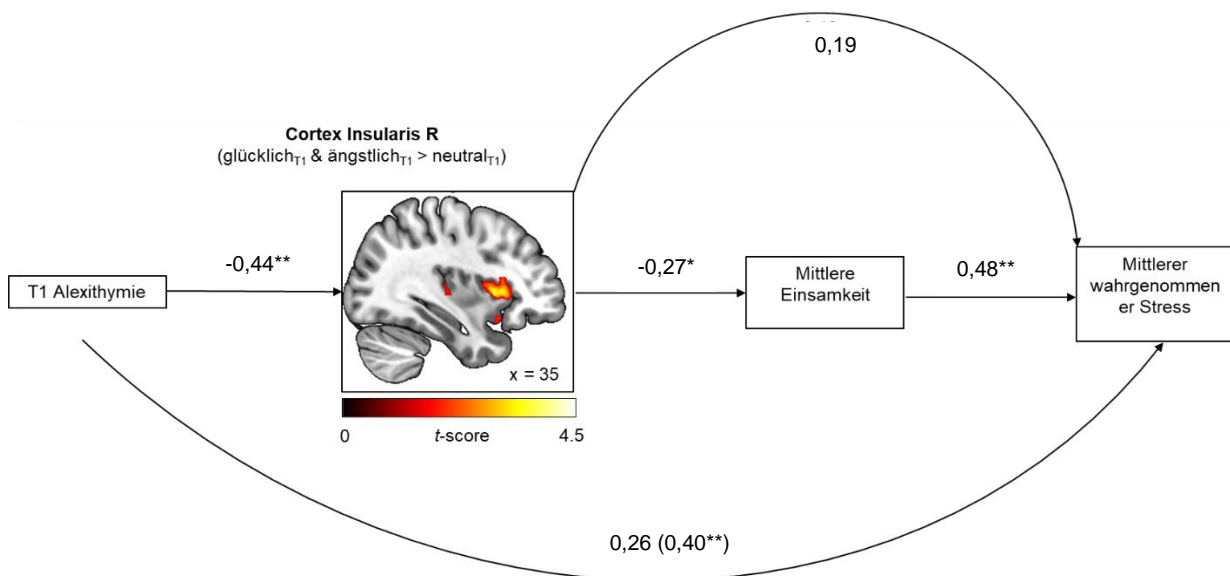 0,19
Cortex Insularis R
(glücklichT1 & ängstlichT1 > neutralT1)
-0,44**
-0,27*
0,48**
T1 Alexithymie
Mittlere
Einsamkeit
Mittlerer
wahrgenommen
er Stress
x = 35
0 t-score 4.5
0,26 (0,40**)